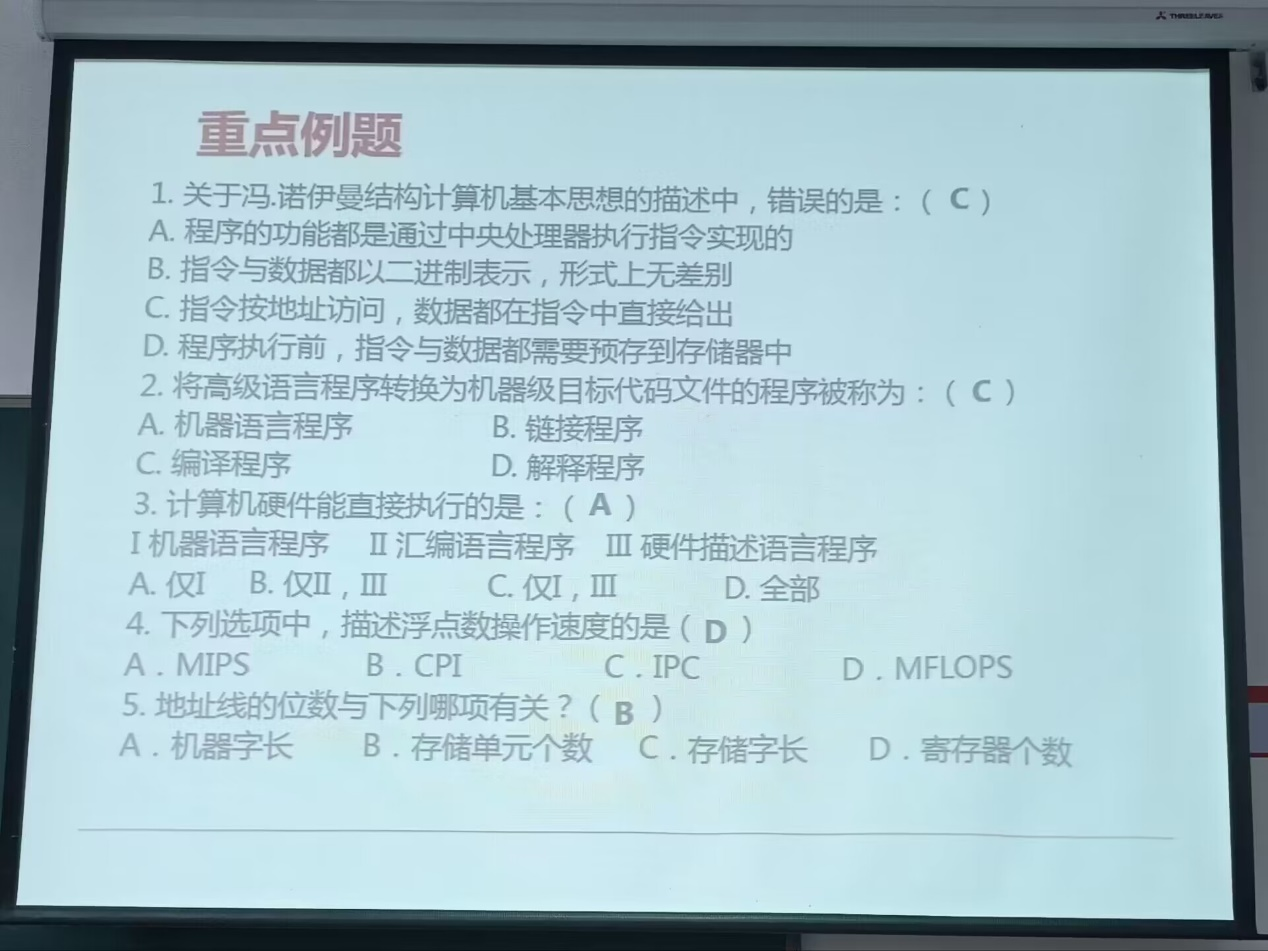 THREELEAVES
重点例题
1. 关于冯.诺伊曼结构计算机基本思想的描述中，错误的是：（ C ）
A. 程序的功能都是通过中央处理器执行指令实现的
B. 指令与数据都以二进制表示，形式上无差别
C. 指令按地址访问，数据都在指令中直接给出
D. 程序执行前，指令与数据都需要预存到存储器中
2. 将高级语言程序转换为机器级目标代码文件的程序被称为：（ C ）
A. 机器语言程序 B. 链接程序
C. 编译程序 D. 解释程序
3. 计算机硬件能直接执行的是：（ A ）
Ⅰ 机器语言程序 Ⅱ 汇编语言程序 Ⅲ 硬件描述语言程序
A. 仅Ⅰ B. 仅Ⅱ，Ⅲ C. 仅Ⅰ，Ⅲ D. 全部
4. 下列选项中，描述浮点数操作速度的是（ D ）
A．MIPS B．CPI C．IPC D．MFLOPS
5. 地址线的位数与下列哪项有关？（ B ）
A．机器字长 B．存储单元个数 C．存储字长 D．寄存器个数